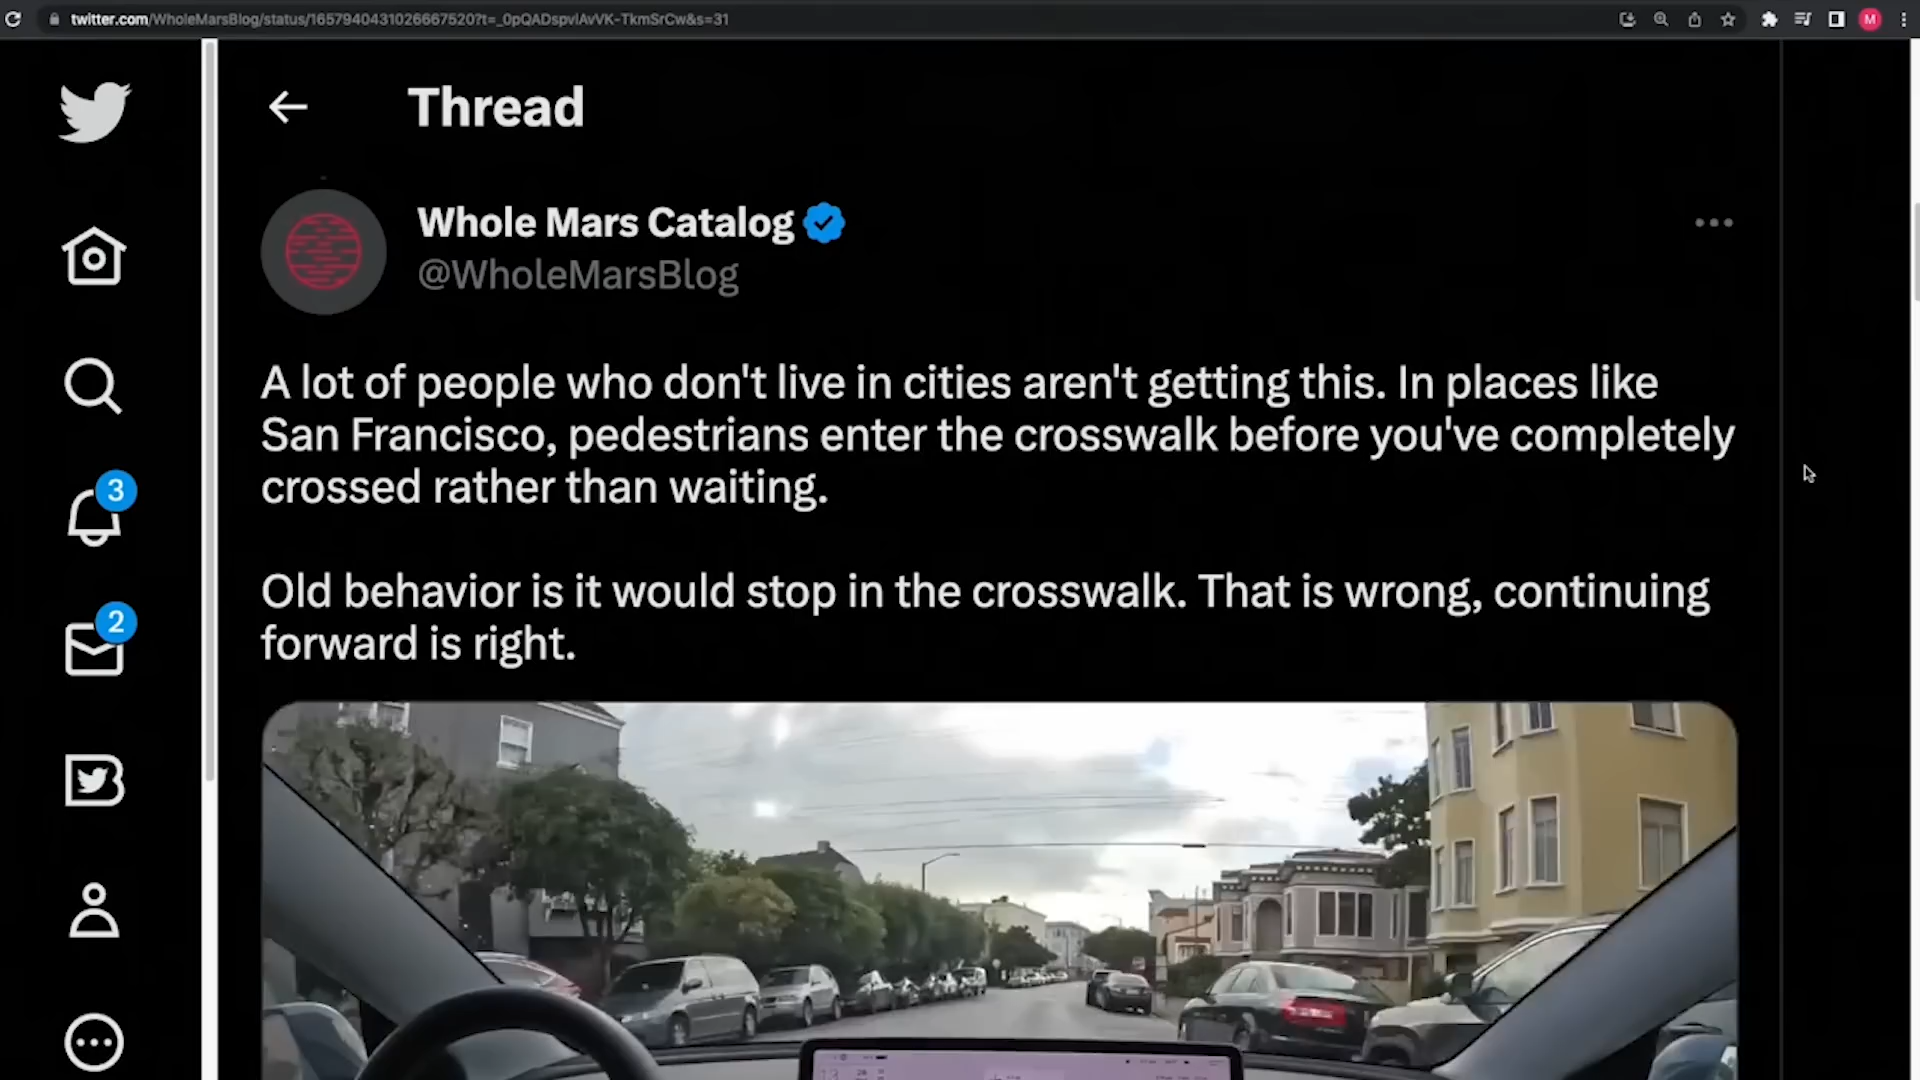 twitter.com/WholeMarsBlog/status/1657940431026667520?t=_0pQADspvlAvVK-TkmSrCw&s=31
M
Thread
Whole Mars Catalog
@WholeMarsBlog
A lot of people who don't live in cities aren't getting this. In places like
San Francisco, pedestrians enter the crosswalk before you've completely
crossed rather than waiting.
3
Old behavior is it would stop in the crosswalk. That is wrong, continuing
forward is right.
2